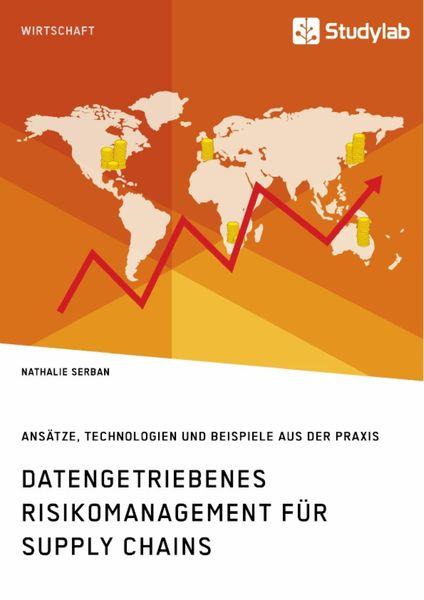 WIRTSCHAFT
Studylab
NATHALIE SERBAN
ANSÄTZE, TECHNOLOGIEN UND BEISPIELE AUS DER PRAXIS
DATENGETRIEBENES
RISIKOMANAGEMENT FÜR
SUPPLY CHAINS